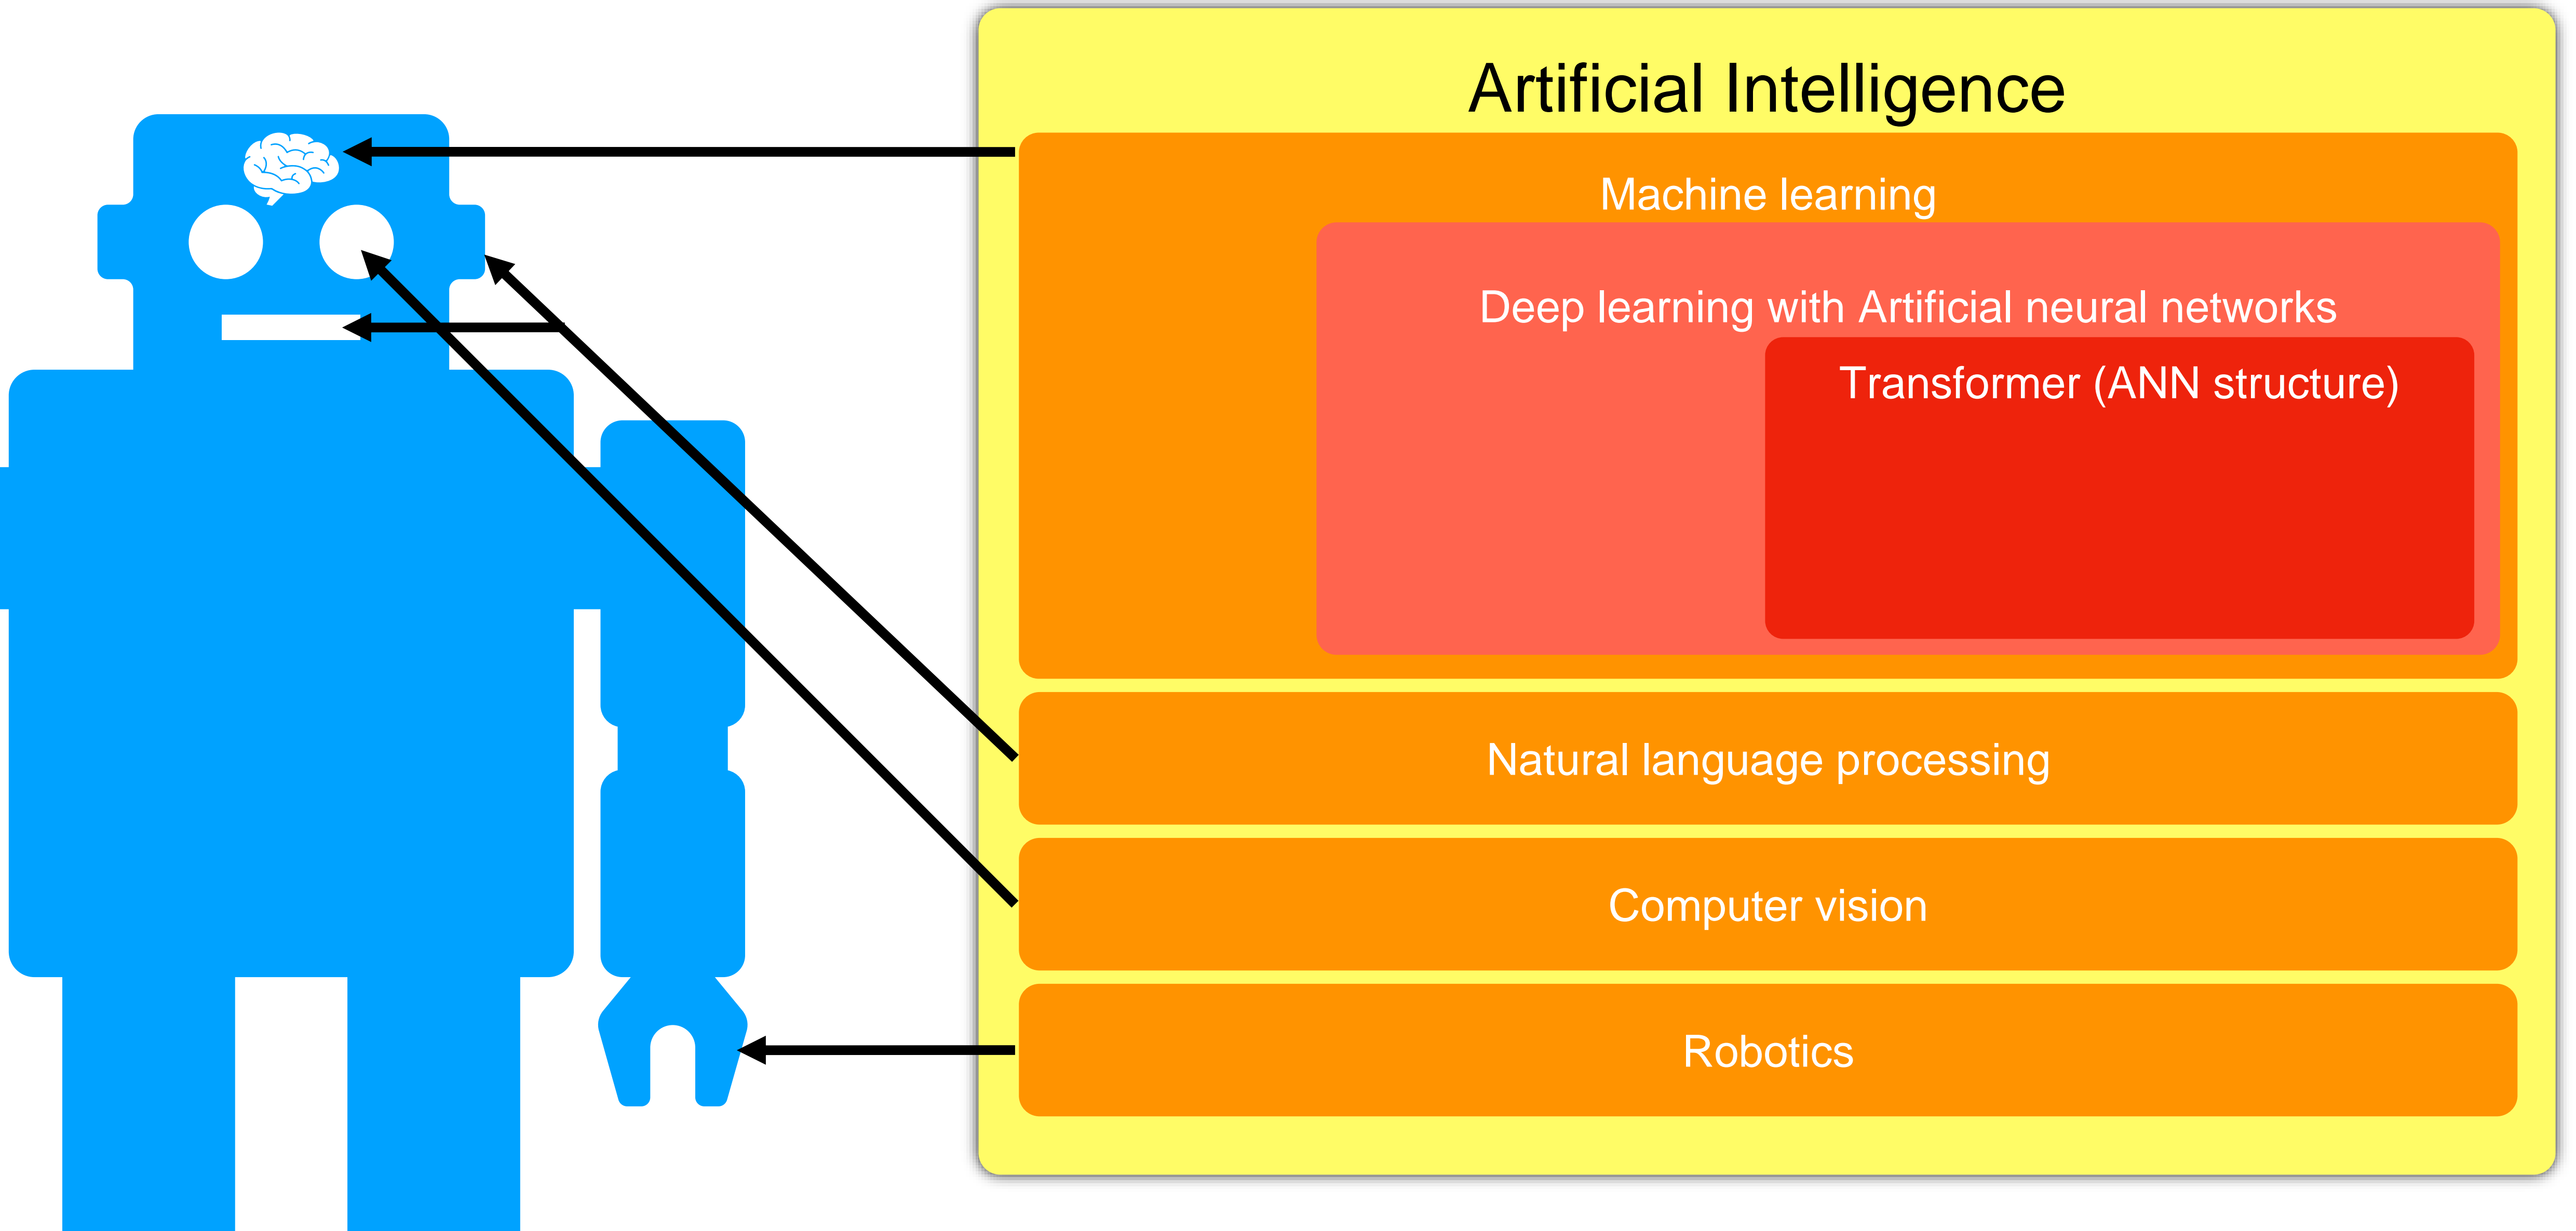 Artificial Intelligence
Machine learning
Deep learning with Artificial neural networks
Transformer (ANN structure)
Natural language processing
Computer vision
Robotics